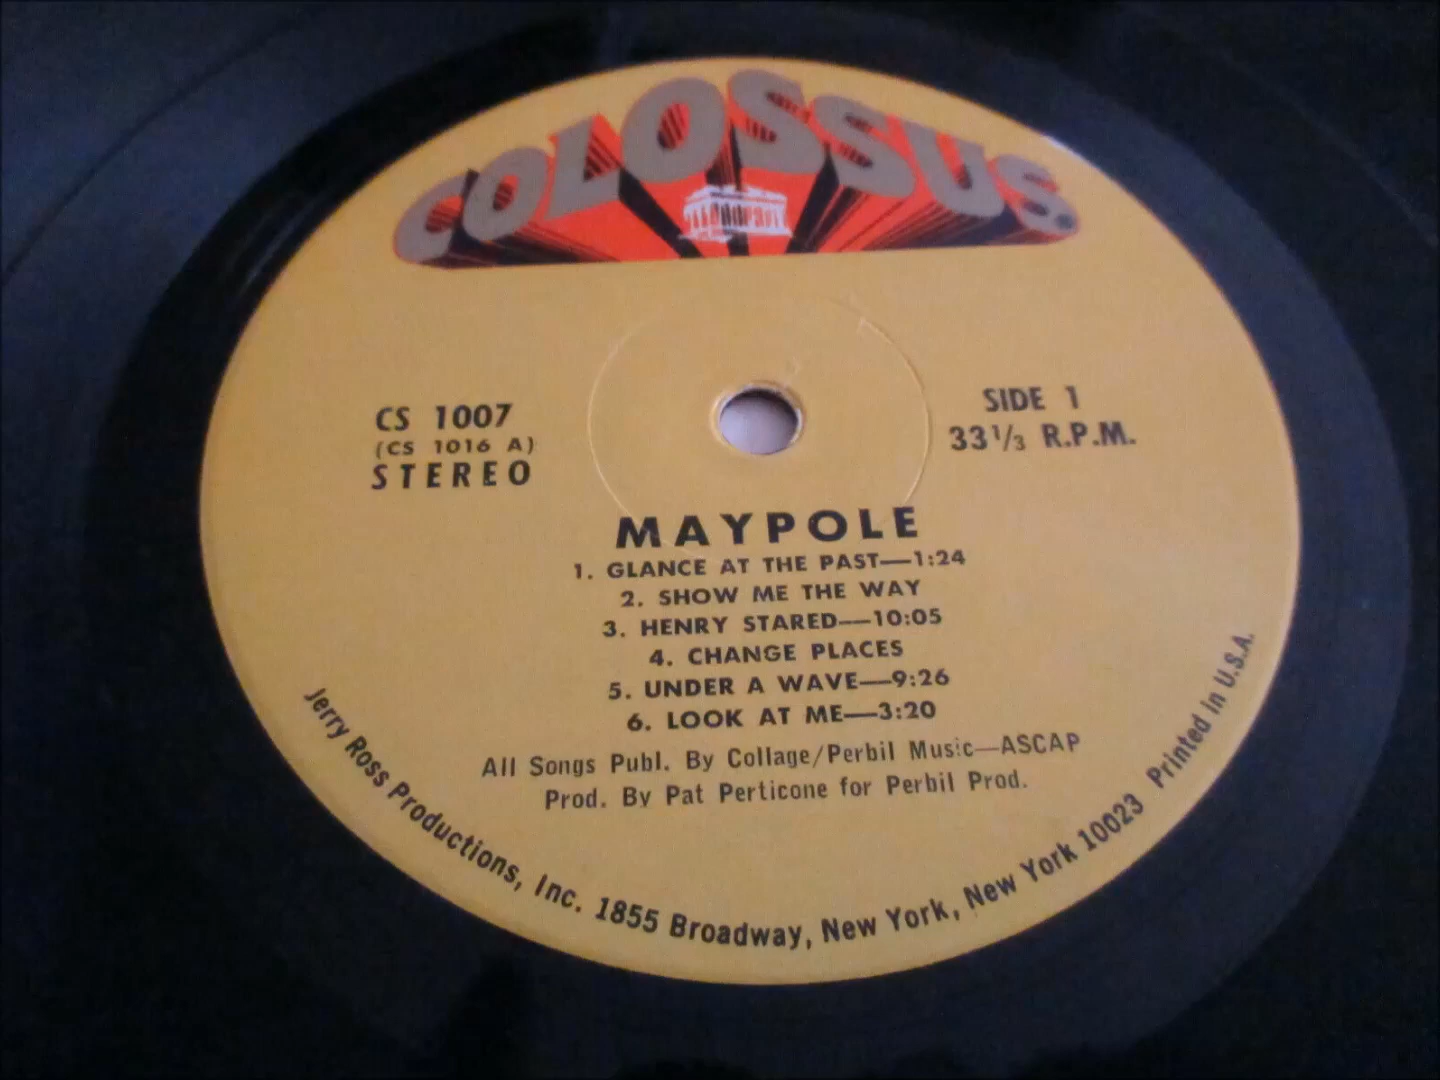 COLOSSUS.
CS 1007
(CS 1016 A)
STEREO
SIDE 1
33 1/3 R.P.M.
MAYPOLE
1. GLANCE AT THE PAST—1:24
2. SHOW ME THE WAY
3. HENRY STARED—10:05
4. CHANGE PLACES
5. UNDER A WAVE—9:26
6. LOOK AT ME—3:20
All Songs Publ. By Collage/Perbil Music—ASCAP
Prod. By Pat Perticone for Perbil Prod.
Jerry Ross Productions, Inc. 1855 Broadway, New York, New York 10023 Printed in U.S.A.